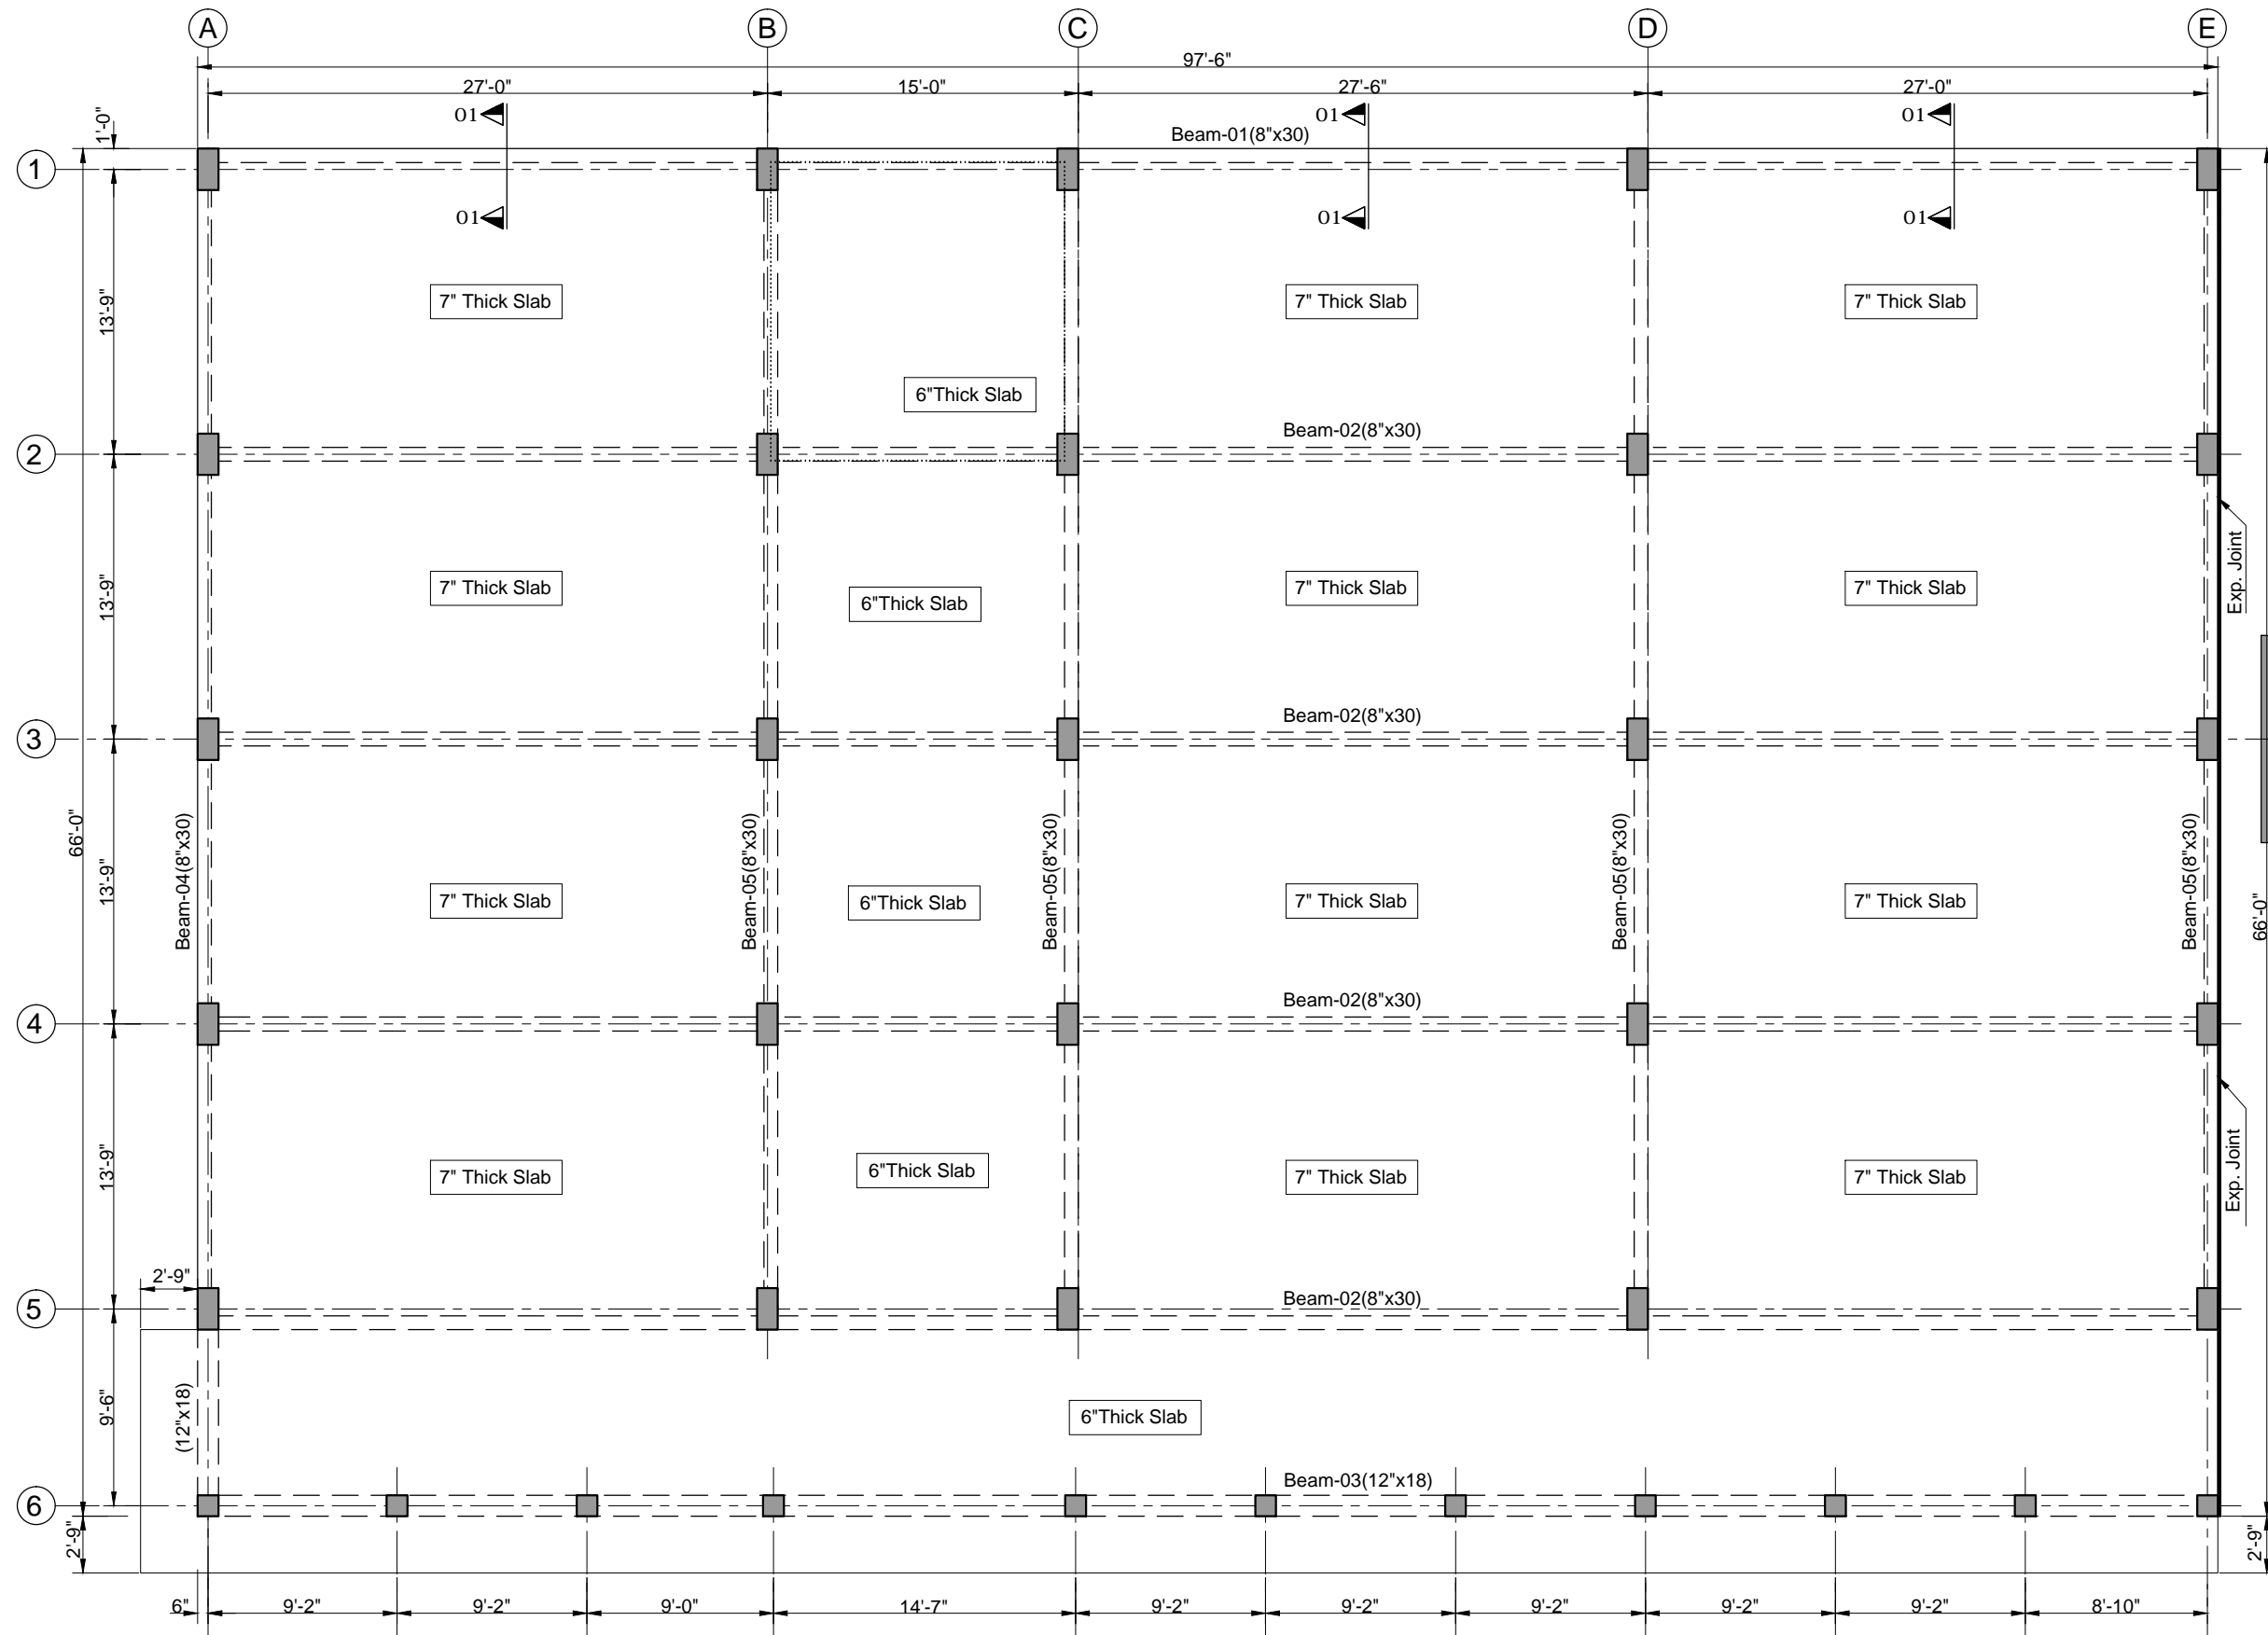 A
B
C
D
E
97'-6"
27'-0"
15'-0"
27'-6"
27'-0"
1'-0"
01
01
01
Beam-01(8"x30)
1
01
01
01
13'-9"
7" Thick Slab
7" Thick Slab
7" Thick Slab
6"Thick Slab
Beam-02(8"x30)
2
Exp. Joint
13'-9"
7" Thick Slab
6"Thick Slab
7" Thick Slab
7" Thick Slab
Beam-02(8"x30)
3
66'-0"
13'-9"
Beam-04(8"x30)
7" Thick Slab
Beam-05(8"x30)
6"Thick Slab
Beam-05(8"x30)
7" Thick Slab
Beam-05(8"x30)
7" Thick Slab
Beam-05(8"x30)
66'-0"
Beam-02(8"x30)
4
13'-9"
7" Thick Slab
6"Thick Slab
7" Thick Slab
7" Thick Slab
Exp. Joint
2'-9"
Beam-02(8"x30)
5
9'-6"
(12"x18)
6"Thick Slab
Beam-03(12"x18)
6
2'-9"
2'-9"
6"
9'-2"
9'-2"
9'-0"
14'-7"
9'-2"
9'-2"
9'-2"
9'-2"
9'-2"
8'-10"